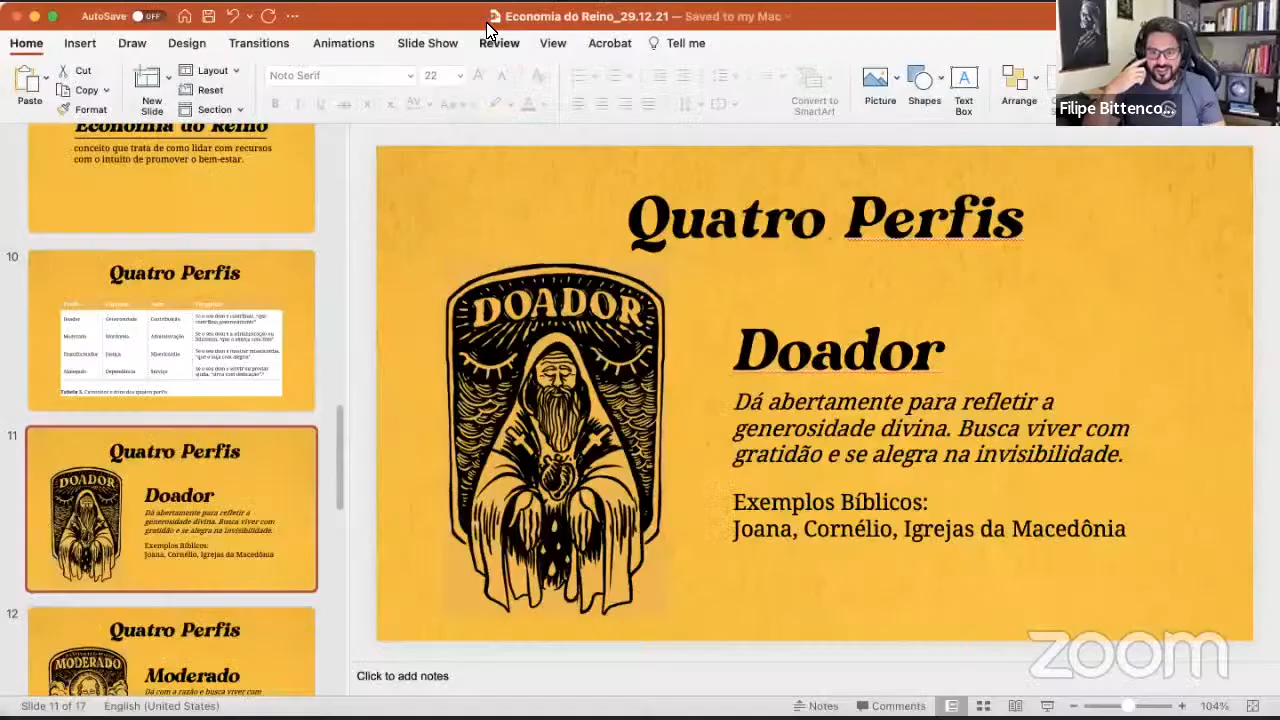 AutoSave OFF
Economia do Reino_29.12.21 — Saved to my Mac
Home Insert Draw Design Transitions Animations Slide Show Review View Acrobat Tell me
Paste
Cut
Copy
Format
New
Slide
Layout
Reset
Section
Noto Serif 22
Convert to
SmartArt
Picture
Shapes
Text
Box
Arrange
Filipe Bittenco...
Economia do Reino
conceito que trata de como lidar com recursos
com o intuito de promover o bem-estar.
10
Quatro Perfis
11
Quatro Perfis
DOADOR
Doador
Dá abertamente para refletir a
generosidade divina. Busca viver com
gratidão e se alegra na invisibilidade.
Exemplos Bíblicos:
Joana, Cornélio, Igrejas da Macedônia
12
Quatro Perfis
MODERADO
Moderado
Dá com a razão e busca viver com
Quatro Perfis
DOADOR
Doador
Dá abertamente para refletir a
generosidade divina. Busca viver com
gratidão e se alegra na invisibilidade.
Exemplos Bíblicos:
Joana, Cornélio, Igrejas da Macedônia
zoom
Click to add notes
Slide 11 of 17 English (United States) Notes Comments 104%